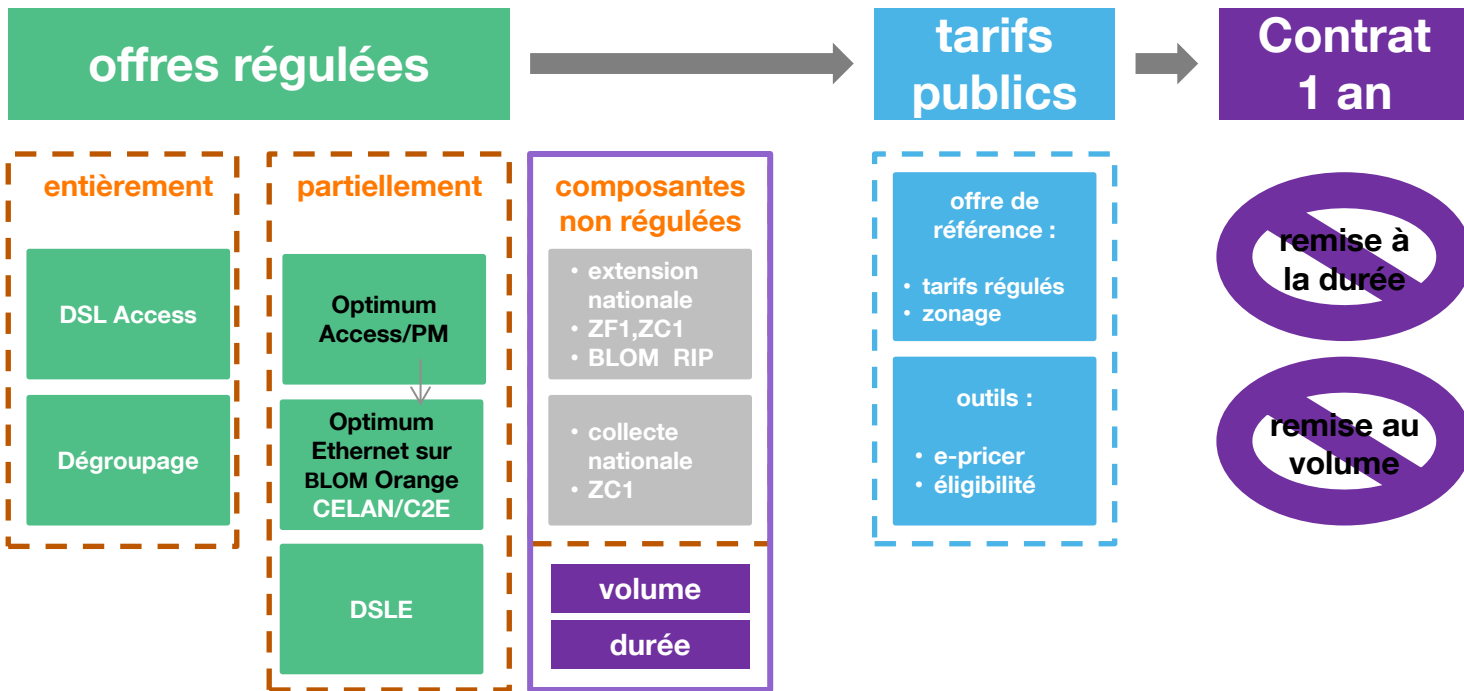 offres régulées
tarifs
publics
Contrat
1 an
entièrement
DSL Access
Dégroupage
partiellement
Optimum
Access/PM
Optimum
Ethernet sur
BLOM Orange
CELAN/C2E
DSLE
composantes
non régulées
• extension
nationale
• ZF1,ZC1
• BLOM RIP
• collecte
nationale
• ZC1
volume
durée
offre de
référence :
• tarifs régulés
• zonage
outils :
• e-pricer
• éligibilité
remise à
la durée
remise au
volume